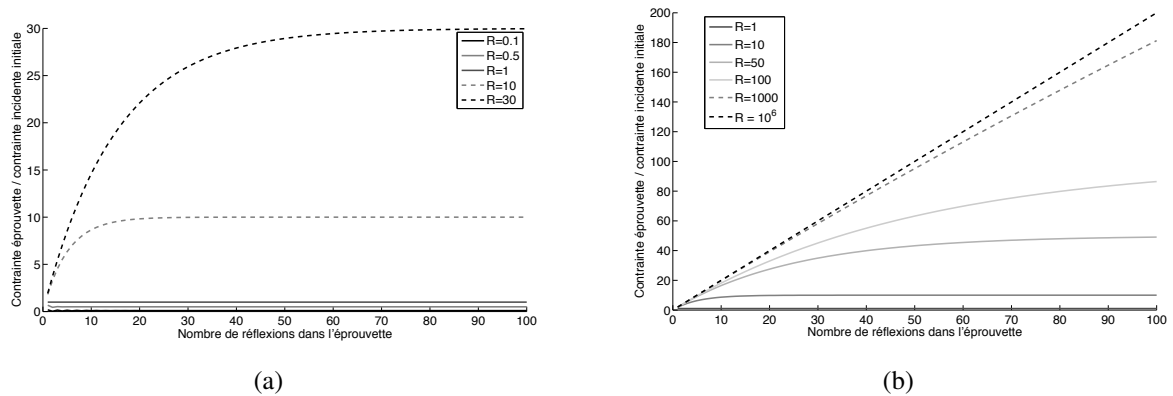 Contrainte éprouvette / contrainte incidente initiale
30
25
20
15
10
5
0
0 10 20 30 40 50 60 70 80 90 100
Nombre de réflexions dans l'éprouvette
R=0.1
R=0.5
R=1
R=10
R=30
(a)
Contrainte éprouvette / contrainte incidente initiale
200
180
160
140
120
100
80
60
40
20
0
0 10 20 30 40 50 60 70 80 90 100
Nombre de réflexions dans l'éprouvette
R=1
R=10
R=50
R=100
R=1000
R = 10⁶
(b)